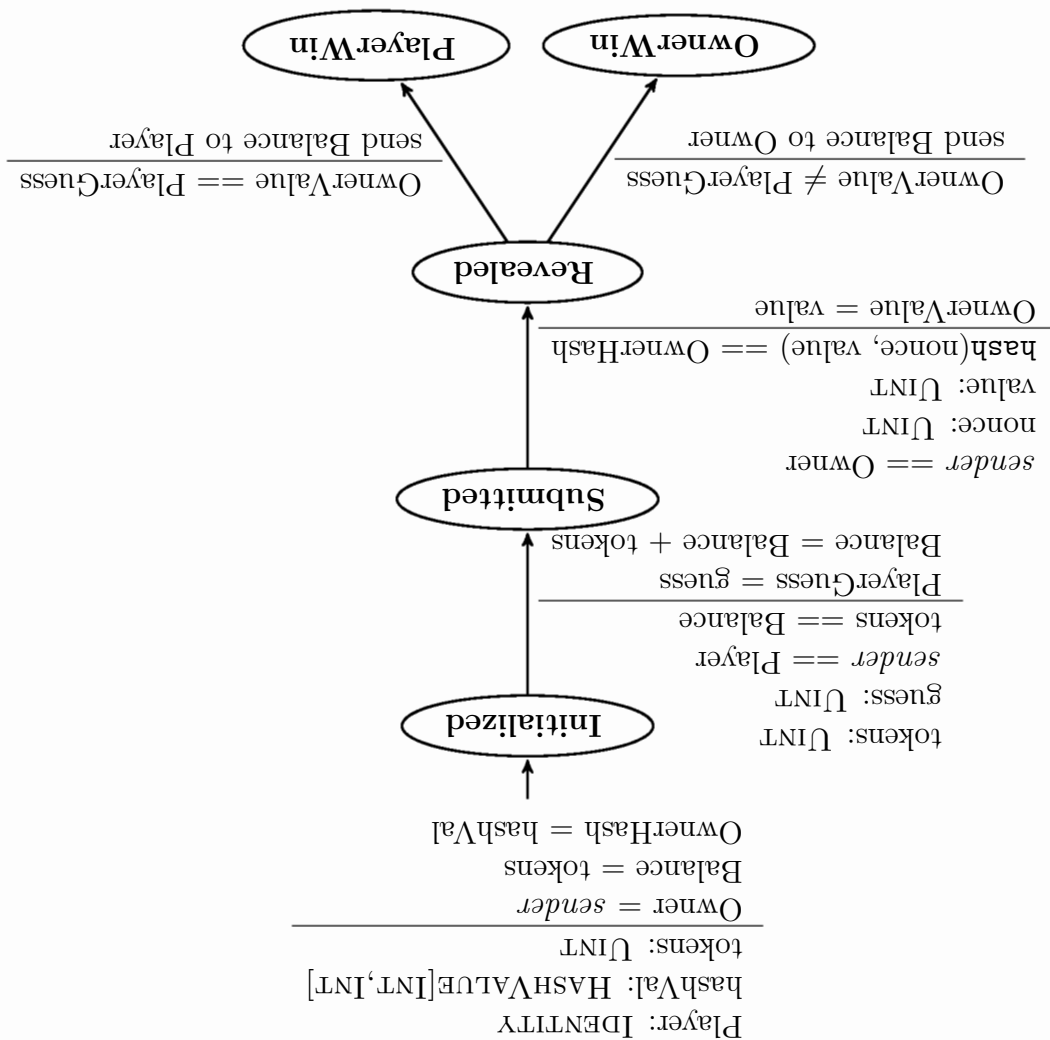 Player: IDENTITY
hashVal: HASHVALUE[INT,INT]
tokens: UINT
Owner = sender
Balance = tokens
OwnerHash = hashVal
Initialized
tokens: UINT
guess: UINT
sender == Player
tokens == Balance
PlayerGuess = guess
Balance = Balance + tokens
Submitted
sender == Owner
nonce: UINT
value: UINT
hash(nonce, value) == OwnerHash
OwnerValue = value
Revealed
OwnerValue ≠ PlayerGuess
send Balance to Owner
OwnerValue == PlayerGuess
send Balance to Player
OwnerWin
PlayerWin